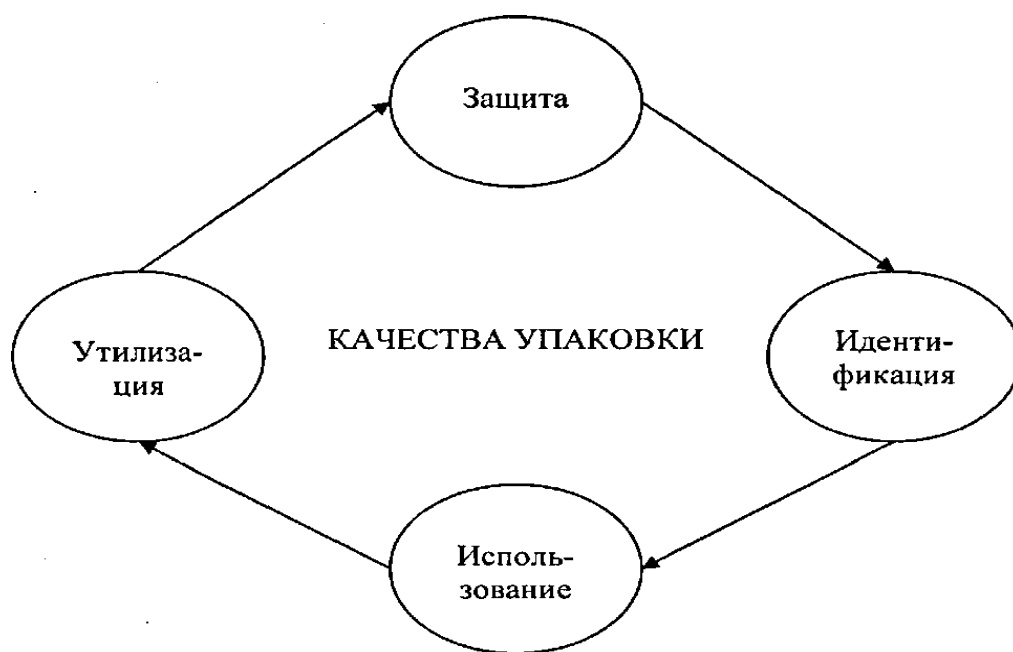 Защита
КАЧЕСТВА УПАКОВКИ
Утилиза-
ция
Иденти-
фикация
Исполь-
зование